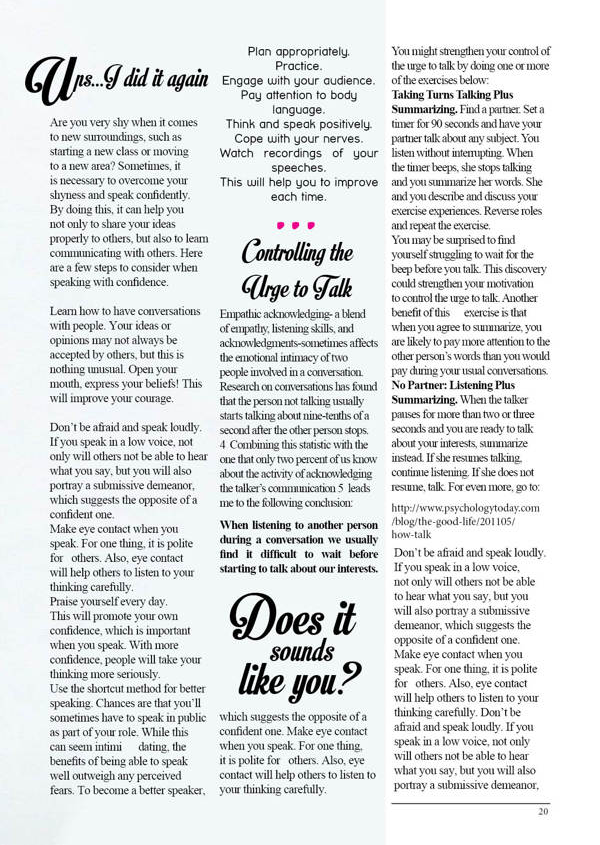 Ups...I did it again
Are you very shy when it comes
to new surroundings, such as
starting a new class or moving
to a new area? Sometimes, it
is necessary to overcome your
shyness and speak confidently.
By doing this, it can help you
not only to share your ideas
properly to others, but also to learn
communicating with others. Here
are a few steps to consider when
speaking with confidence.
Learn how to have conversations
with people. Your ideas or
opinions may not always be
accepted by others, but this is
nothing unusual. Open your
mouth, express your beliefs! This
will improve your courage.
Don't be afraid and speak loudly.
If you speak in a low voice, not
only will others not be able to hear
what you say, but you will also
portray a submissive demeanor,
which suggests the opposite of a
confident one.
Make eye contact when you
speak. For one thing, it is polite
for others. Also, eye contact
will help others to listen to your
thinking carefully.
Praise yourself every day.
This will promote your own
confidence, which is important
when you speak. With more
confidence, people will take your
thinking more seriously.
Use the shortcut method for better
speaking. Chances are that you'll
sometimes have to speak in public
as part of your role. While this
can seem intimi dating, the
benefits of being able to speak
well outweigh any perceived
fears. To become a better speaker,
Plan appropriately.
Practice.
Engage with your audience.
Pay attention to body
language.
Think and speak positively.
Cope with your nerves.
Watch recordings of your
speeches.
This will help you to improve
each time.
Controlling the
Urge to Talk
Empathic acknowledging- a blend
of empathy, listening skills, and
acknowledgments-sometimes affects
the emotional intimacy of two
people involved in a conversation.
Research on conversations has found
that the person not talking usually
starts talking about nine-tenths of a
second after the other person stops.
4 Combining this statistic with the
one that only two percent of us know
about the activity of acknowledging
the talker's communication 5 leads
me to the following conclusion:
When listening to another person
during a conversation we usually
find it difficult to wait before
starting to talk about our interests.
Does it
sounds
like you?
which suggests the opposite of a
confident one. Make eye contact
when you speak. For one thing,
it is polite for others. Also, eye
contact will help others to listen to
your thinking carefully.
You might strengthen your control of
the urge to talk by doing one or more
of the exercises below:
Taking Turns Talking Plus
Summarizing. Find a partner. Set a
timer for 90 seconds and have your
partner talk about any subject. You
listen without interrupting. When
the timer beeps, she stops talking
and you summarize her words. She
and you describe and discuss your
exercise experiences. Reverse roles
and repeat the exercise.
You may be surprised to find
yourself struggling to wait for the
beep before you talk. This discovery
could strengthen your motivation
to control the urge to talk. Another
benefit of this exercise is that
when you agree to summarize, you
are likely to pay more attention to the
other person's words than you would
pay during your usual conversations.
No Partner: Listening Plus
Summarizing. When the talker
pauses for more than two or three
seconds and you are ready to talk
about your interests, summarize
instead. If she resumes talking,
continue listening. If she does not
resume, talk. For even more, go to:
http://www.psychologytoday.com
/blog/the-good-life/201105/
how-talk
Don't be afraid and speak loudly.
If you speak in a low voice,
not only will others not be able
to hear what you say, but you
will also portray a submissive
demeanor, which suggests the
opposite of a confident one.
Make eye contact when you
speak. For one thing, it is polite
for others. Also, eye contact
will help others to listen to your
thinking carefully. Don't be
afraid and speak loudly. If you
speak in a low voice, not only
will others not be able to hear
what you say, but you will also
portray a submissive demeanor,
20